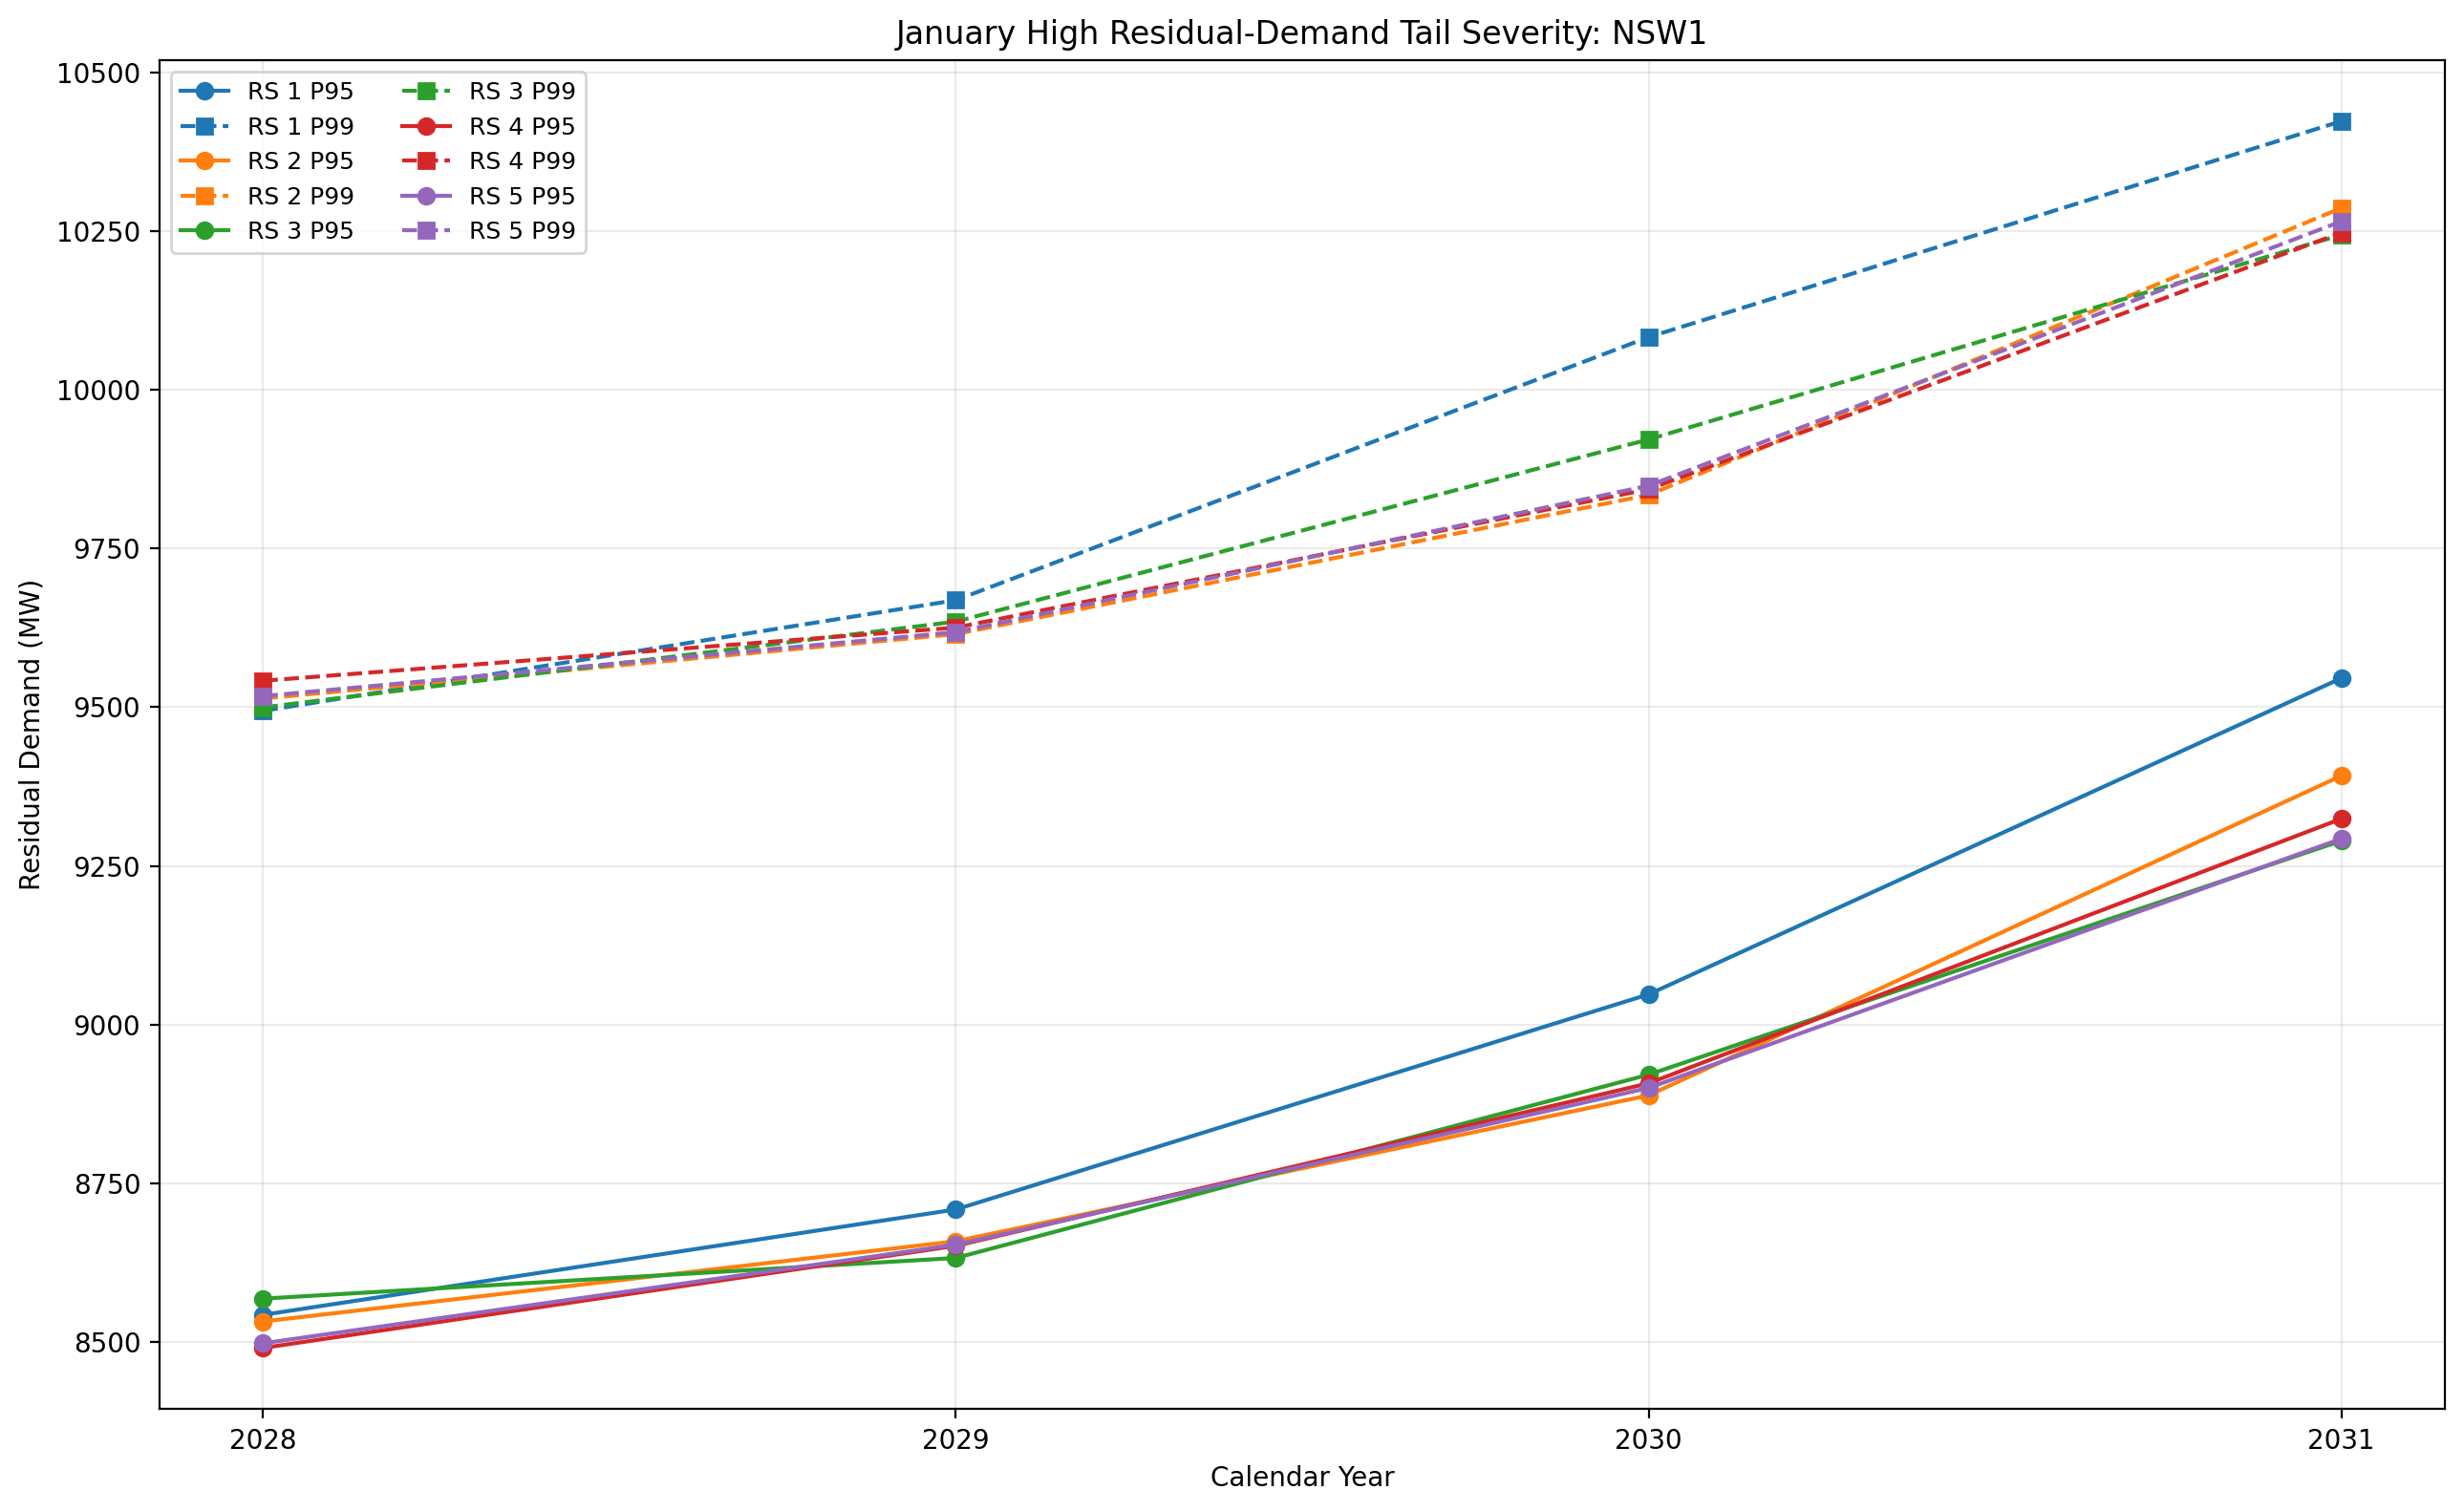 January High Residual-Demand Tail Severity: NSW1
10500
10250
10000
9750
9500
9250
9000
8750
8500
Residual Demand (MW)
RS 1 P95
RS 1 P99
RS 2 P95
RS 2 P99
RS 3 P95
RS 3 P99
RS 4 P95
RS 4 P99
RS 5 P95
RS 5 P99
2028 2029 2030 2031
Calendar Year